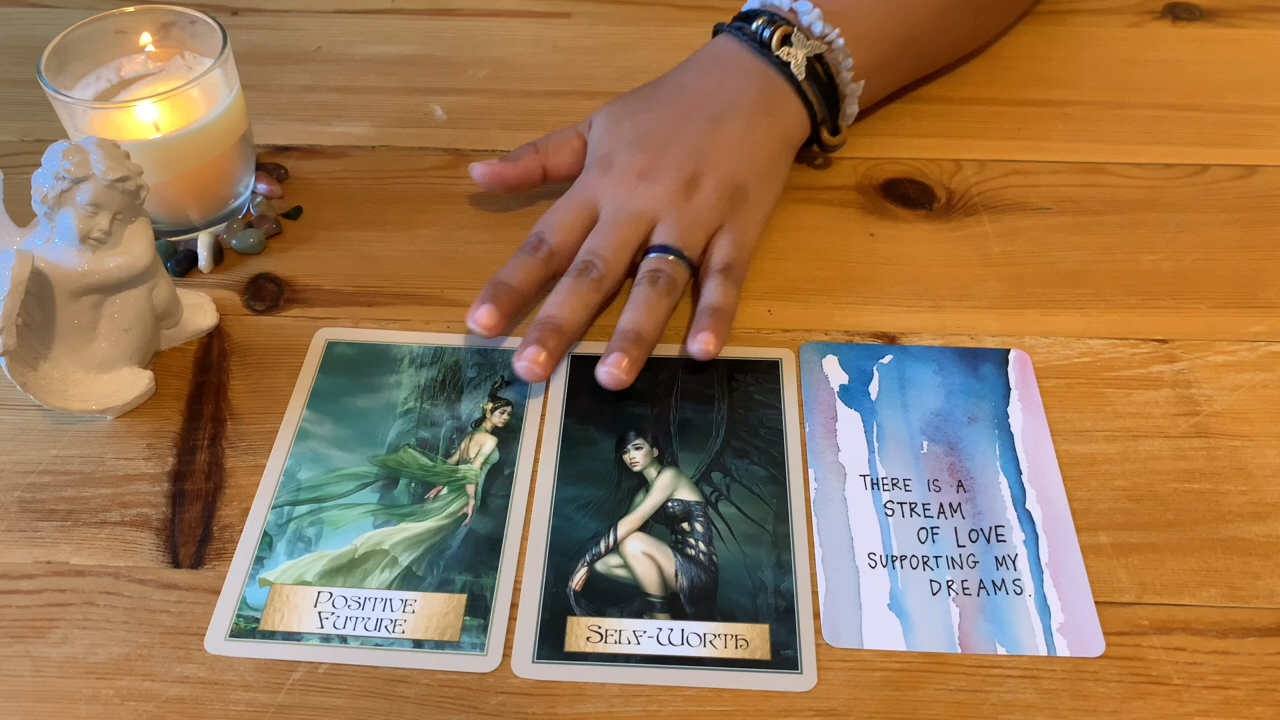 POSITIVE
FUTURE
SELF-WORTH
THERE IS A
STREAM
OF LOVE
SUPPORTING MY
DREAMS.